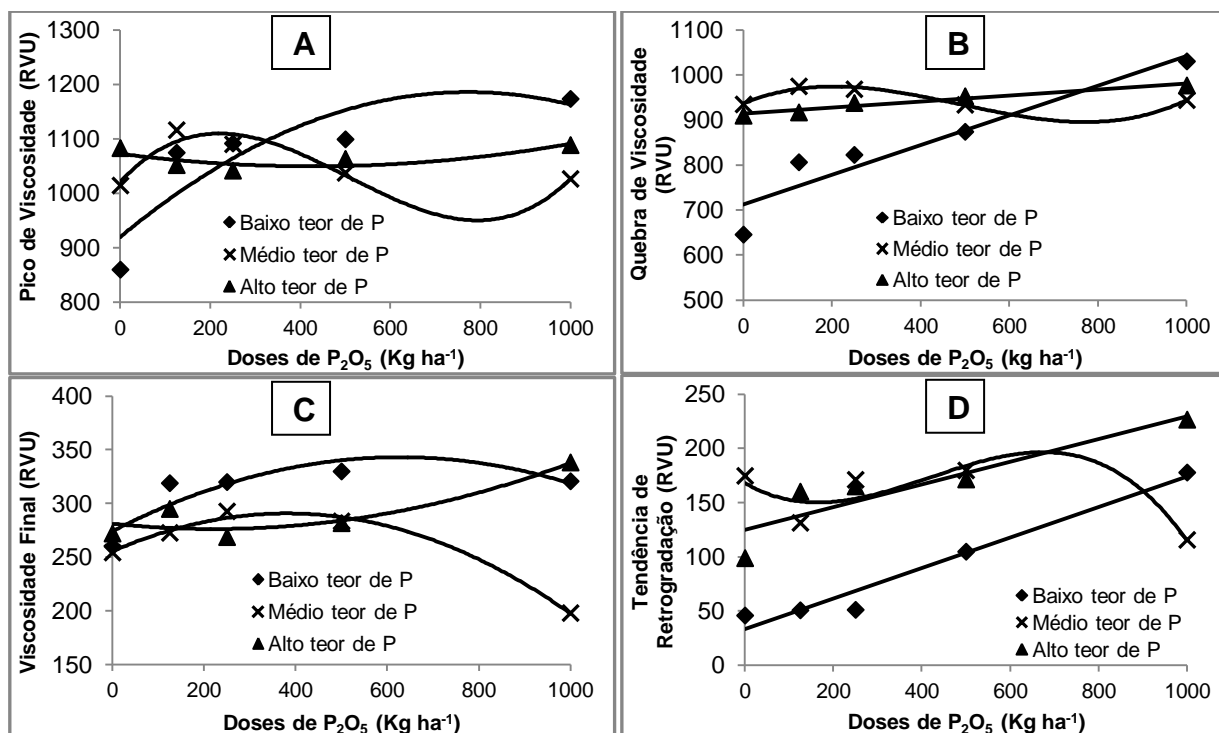 A
Pico de Viscosidade (RVU)
1300
1200
1100
1000
900
800
0 200 400 600 800 1000
Doses de P₂O₅ (Kg ha⁻¹)
Baixo teor de P
Médio teor de P
Alto teor de P
B
Quebra de Viscosidade
(RVU)
1100
1000
900
800
700
600
500
0 200 400 600 800 1000
Doses de P₂O₅ (kg ha⁻¹)
Baixo teor de P
Médio teor de P
Alto teor de P
C
Viscosidade Final (RVU)
400
350
300
250
200
150
0 200 400 600 800 1000
Doses de P₂O₅ (Kg ha⁻¹)
Baixo teor de P
Médio teor de P
Alto teor de P
D
Tendência de
Retrogradação (RVU)
250
200
150
100
50
0
0 200 400 600 800 1000
Doses de P₂O₅ (Kg ha⁻¹)
Baixo teor de P
Médio teor de P
Alto teor de P